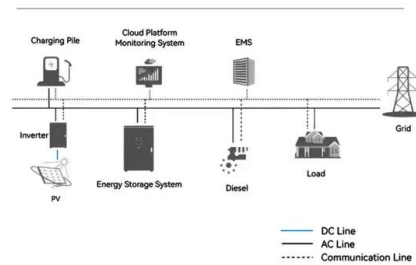 Charging Pile
Cloud Platform
Monitoring System
EMS
Grid
Inverter
PV
Energy Storage System
Diesel
Load
DC Line
AC Line
Communication Line